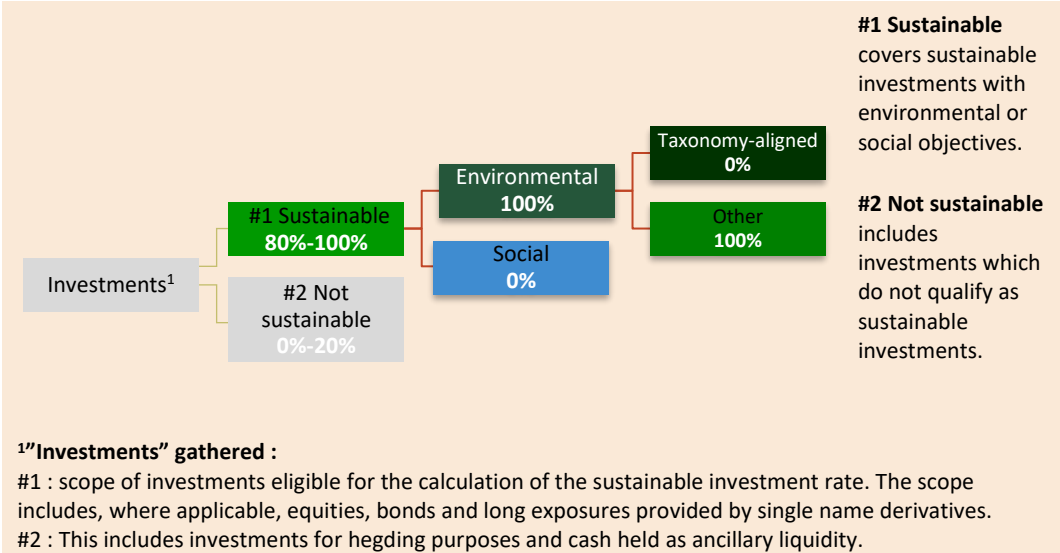 Investments¹
#1 Sustainable
80%-100%
#2 Not
sustainable
0%-20%
Environmental
100%
Social
0%
Taxonomy-aligned
0%
Other
100%
#1 Sustainable
covers sustainable
investments with
environmental or
social objectives.
#2 Not sustainable
includes
investments which
do not qualify as
sustainable
investments.
¹”Investments” gathered :
#1 : scope of investments eligible for the calculation of the sustainable investment rate. The scope
includes, where applicable, equities, bonds and long exposures provided by single name derivatives.
#2 : This includes investments for hegding purposes and cash held as ancillary liquidity.